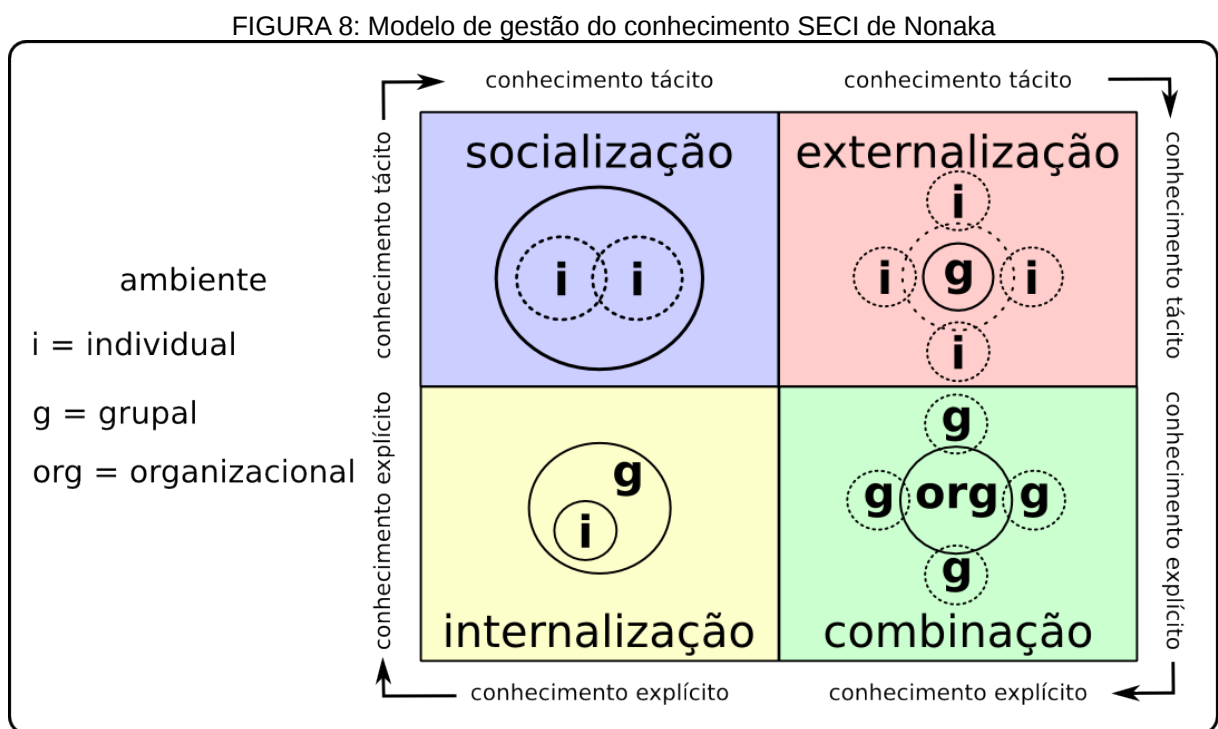 FIGURA 8: Modelo de gestão do conhecimento SECI de Nonaka
conhecimento tácito
conhecimento tácito
conhecimento tácito
socialização
externalização
conhecimento tácito
i
i
i
i
g
i
i
ambiente
i = individual
g = grupal
org = organizacional
conhecimento explícito
g
i
internalização
g
g
org
g
g
combinação
conhecimento explícito
conhecimento explícito
conhecimento explícito